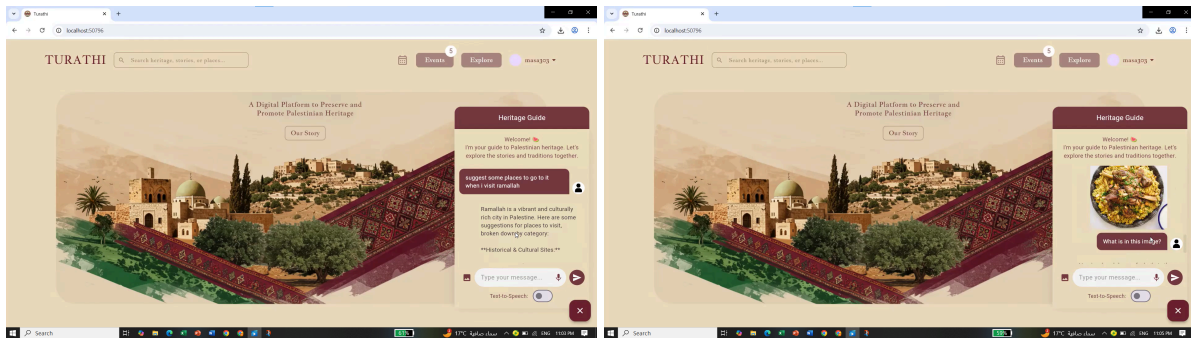 Turathi
localhost:50796
TURATHI
Search heritage, stories, or places...
Events
5
Explore
masa303
A Digital Platform to Preserve and
Promote Palestinian Heritage
Our Story
Heritage Guide
Welcome!
I'm your guide to Palestinian heritage. Let's
explore the stories and traditions together.
suggest some places to go to it
when i visit ramallah
Ramallah is a vibrant and culturally
rich city in Palestine. Here are some
suggestions for places to visit,
broken down by category:
**Historical & Cultural Sites:**
Type your message...
Text-to-Speech:
Search
61%
17°C سماء صافية
ENG
11:03 PM
Turathi
localhost:50796
TURATHI
Search heritage, stories, or places...
Events
5
Explore
masa303
A Digital Platform to Preserve and
Promote Palestinian Heritage
Our Story
Heritage Guide
Welcome!
I'm your guide to Palestinian heritage. Let's
explore the stories and traditions together.
What is in this image?
Type your message...
Text-to-Speech:
Search
59%
17°C سماء صافية
ENG
11:05 PM